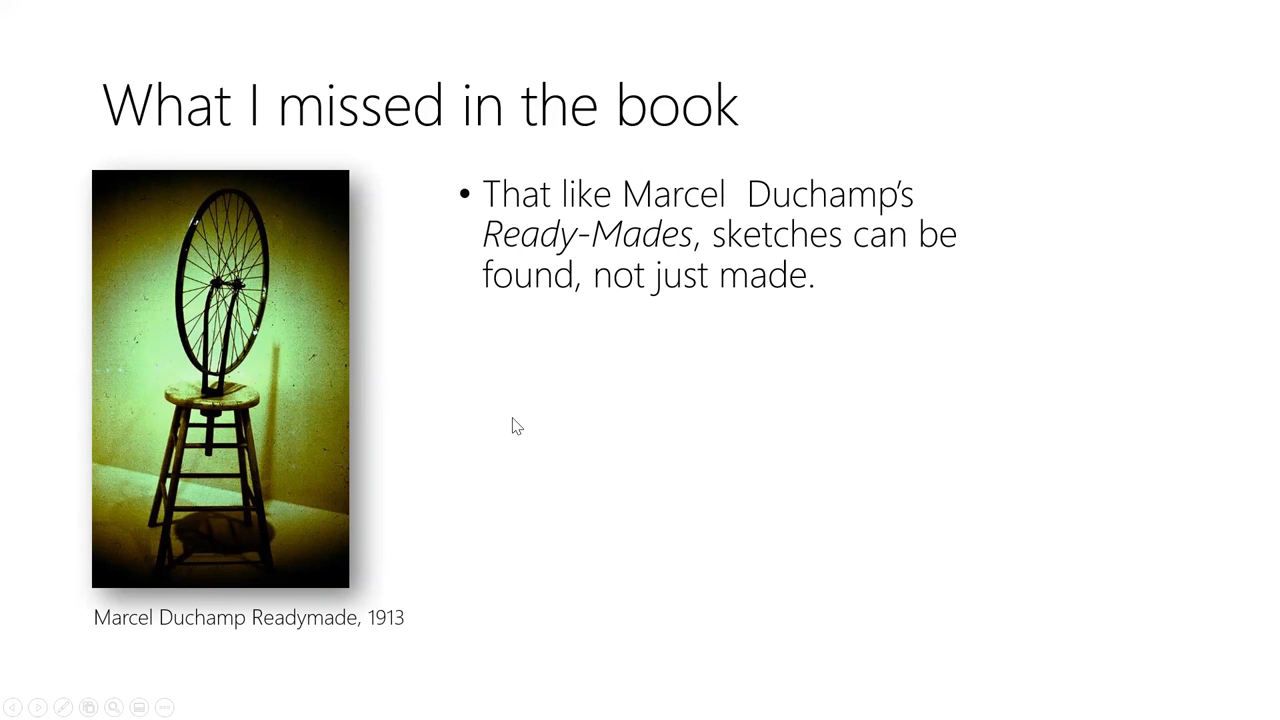 What I missed in the book
• That like Marcel  Duchamp's
Ready-Mades, sketches can be
found, not just made.
Marcel Duchamp Readymade, 1913